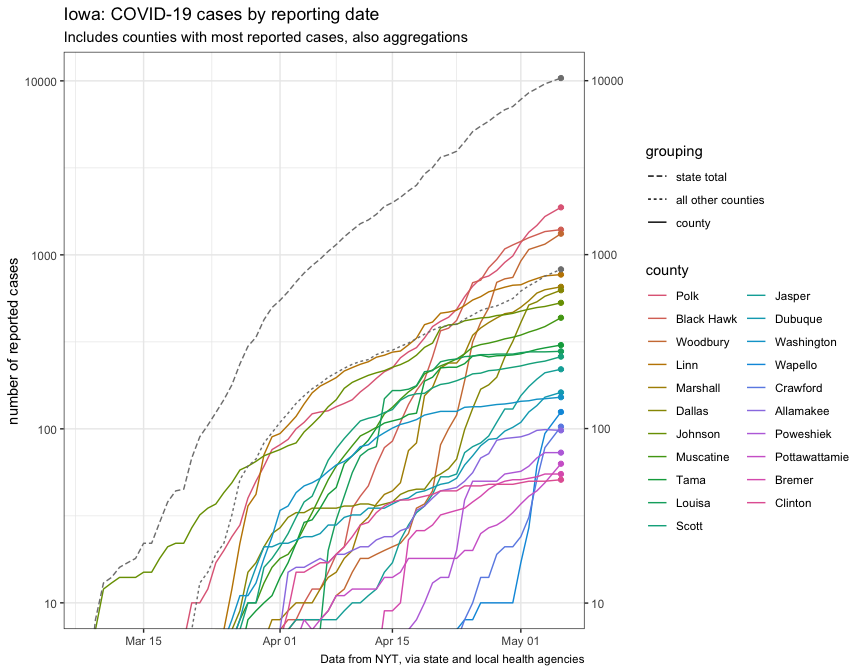 Iowa: COVID-19 cases by reporting date
Includes counties with most reported cases, also aggregations
number of reported cases
10000
1000
100
10
10000
1000
100
10
Mar 15
Apr 01
Apr 15
May 01
Data from NYT, via state and local health agencies
grouping
state total
all other counties
county
county
Polk
Black Hawk
Woodbury
Linn
Marshall
Dallas
Johnson
Muscatine
Tama
Louisa
Scott
Jasper
Dubuque
Washington
Wapello
Crawford
Allamakee
Poweshiek
Pottawattamie
Bremer
Clinton